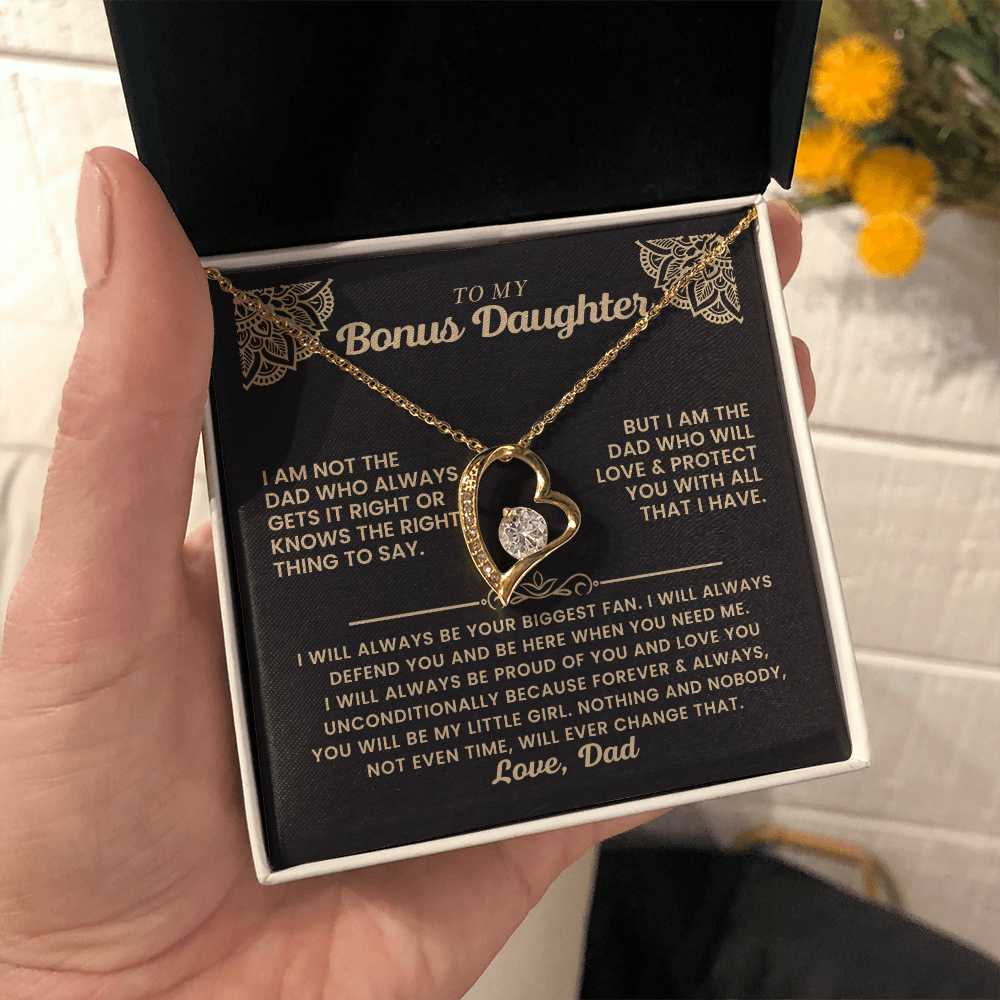 TO MY
Bonus Daughter
I AM NOT THE
DAD WHO ALWAYS
GETS IT RIGHT OR
KNOWS THE RIGHT
THING TO SAY.
BUT I AM THE
DAD WHO WILL
LOVE & PROTECT
YOU WITH ALL
THAT I HAVE.
I WILL ALWAYS BE YOUR BIGGEST FAN. I WILL ALWAYS
DEFEND YOU AND BE HERE WHEN YOU NEED ME.
I WILL ALWAYS BE PROUD OF YOU AND LOVE YOU
UNCONDITIONALLY BECAUSE FOREVER & ALWAYS,
YOU WILL BE MY LITTLE GIRL. NOTHING AND NOBODY,
NOT EVEN TIME, WILL EVER CHANGE THAT.
Love, Dad